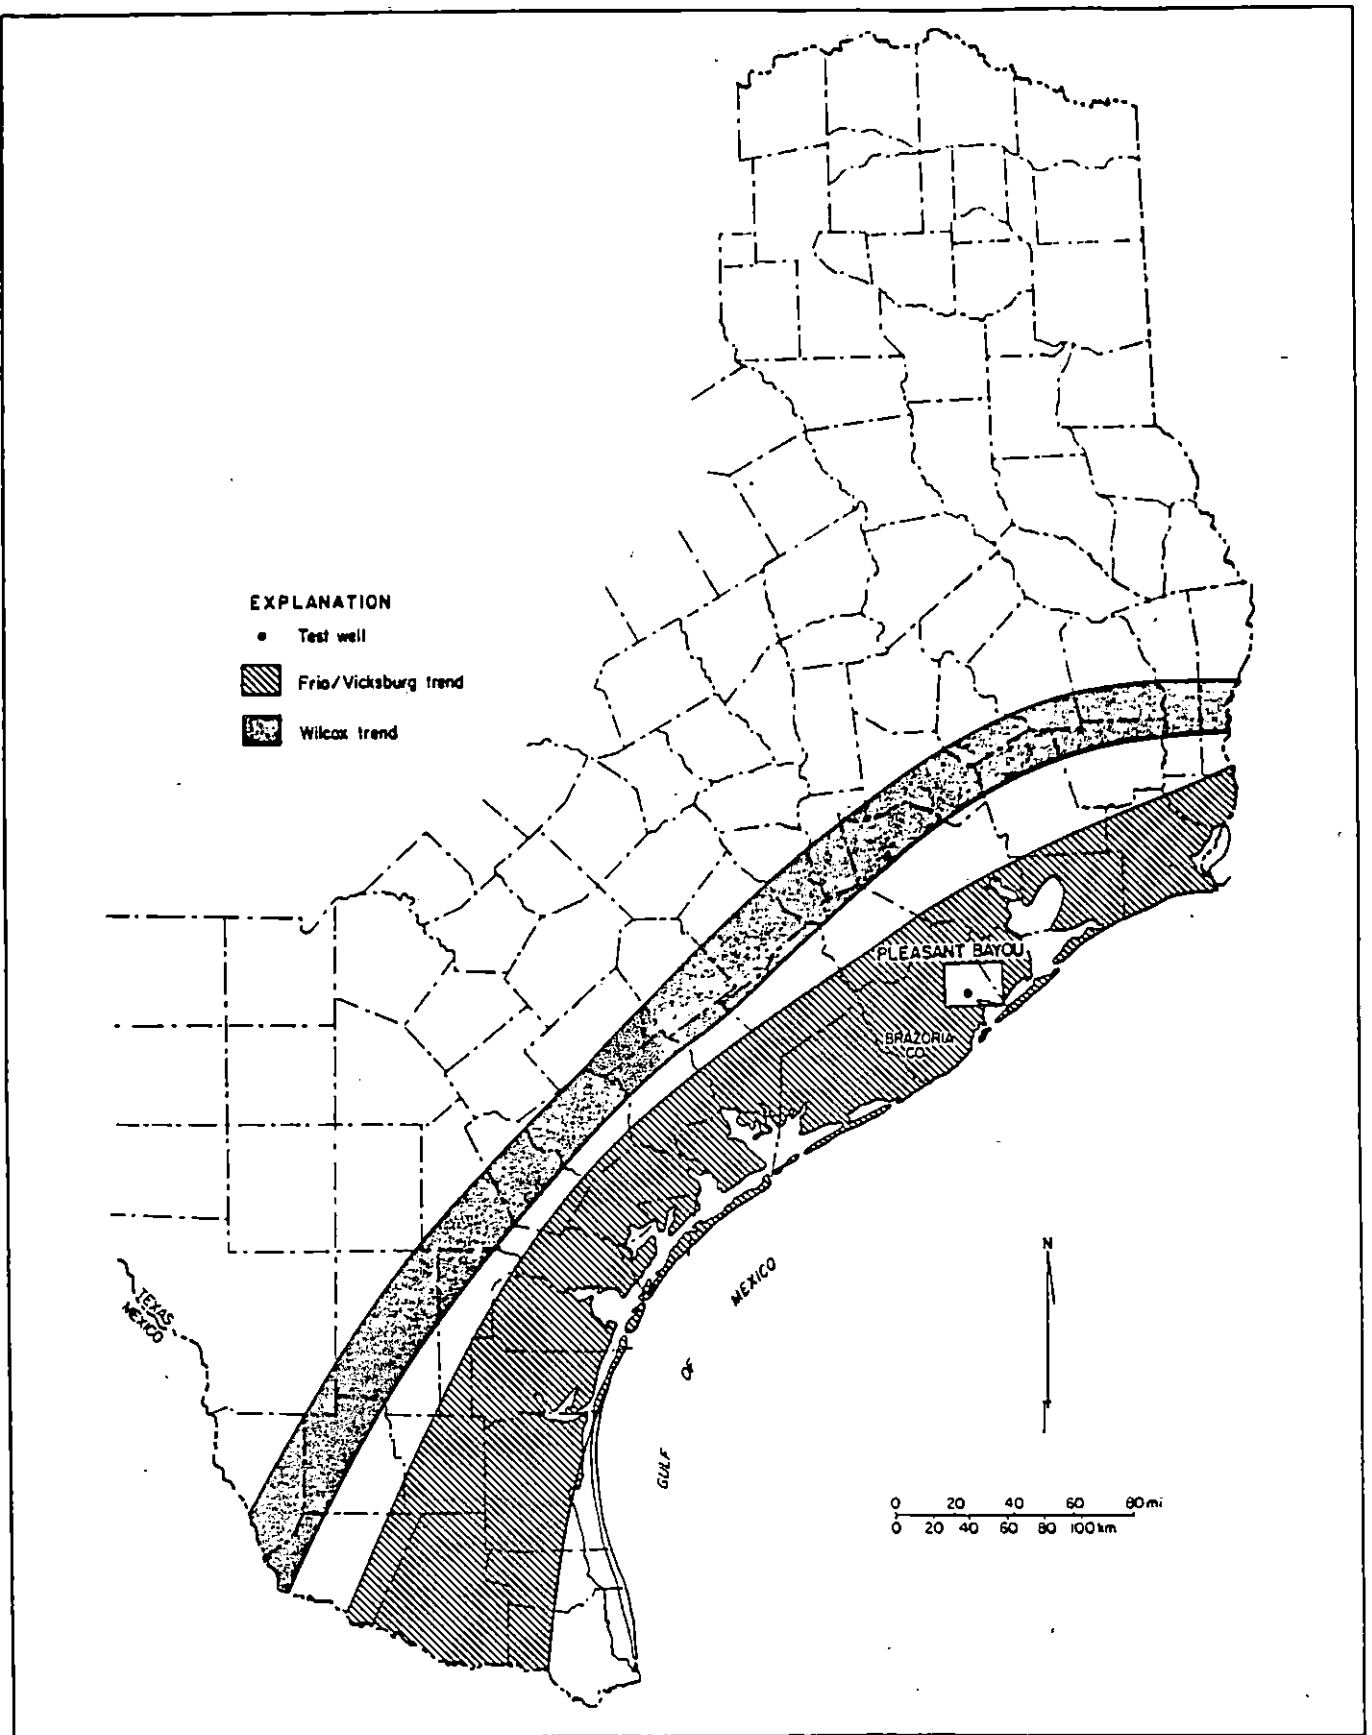 EXPLANATION
Test well
Frio/Vicksburg trend
Wilcox trend
PLEASANT BAYOU
BRAZORIA
CO.
TEXAS
MEXICO
GULF
OF
MEXICO
N
0 20 40 60 80 mi
0 20 40 60 80 100 km